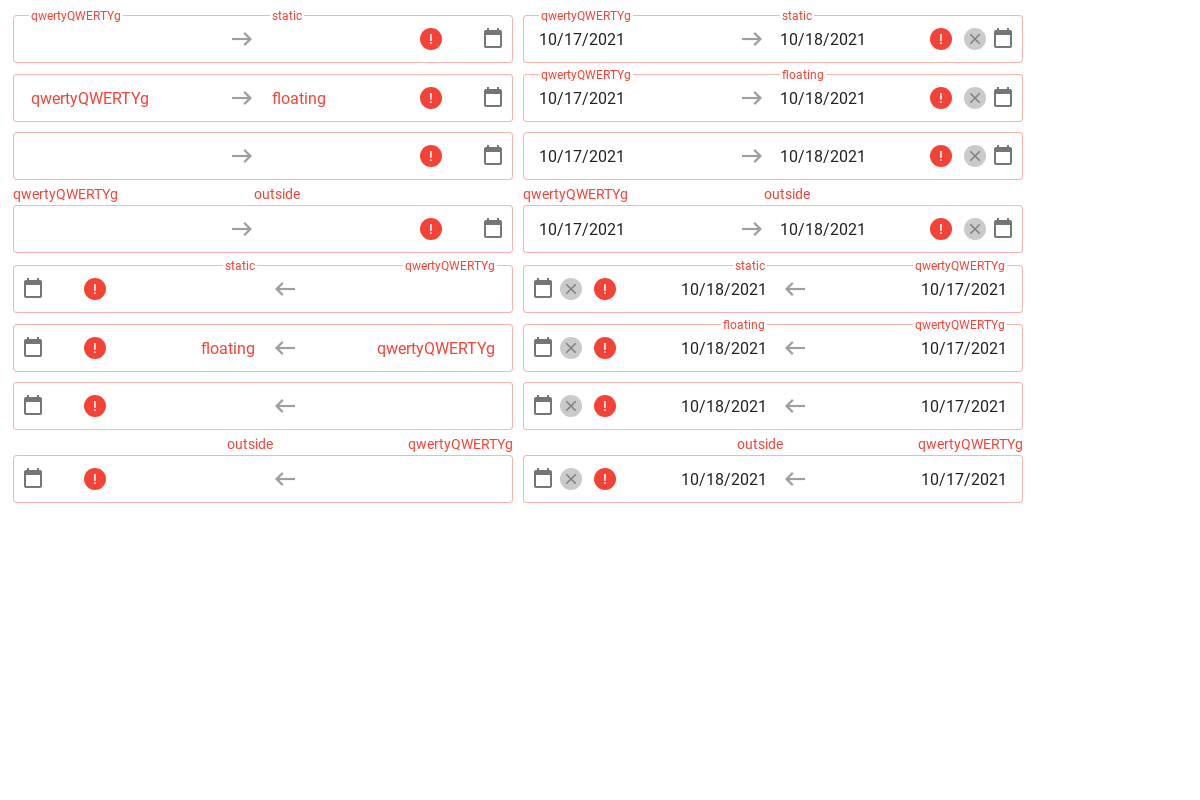 qwertyQWERTYg static qwertyQWERTYg static
10/17/2021 10/18/2021
qwertyQWERTYg floating
qwertyQWERTYg floating 10/17/2021 10/18/2021
10/17/2021 10/18/2021
qwertyQWERTYg outside qwertyQWERTYg outside
10/17/2021 10/18/2021
static qwertyQWERTYg static qwertyQWERTYg
10/18/2021 10/17/2021
floating qwertyQWERTYg
floating qwertyQWERTYg 10/18/2021 10/17/2021
10/18/2021 10/17/2021
outside qwertyQWERTYg outside qwertyQWERTYg
10/18/2021 10/17/2021